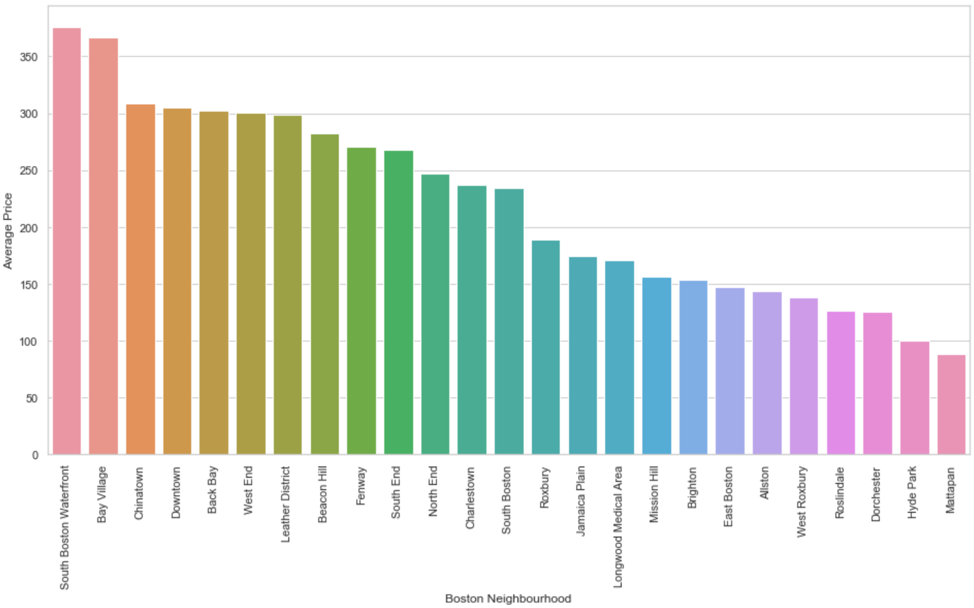 Average Price
350
300
250
200
150
100
50
0
South Boston Waterfront
Bay Village
Chinatown
Downtown
Back Bay
West End
Leather District
Beacon Hill
Fenway
South End
North End
Charlestown
South Boston
Roxbury
Jamaica Plain
Longwood Medical Area
Mission Hill
Brighton
East Boston
Allston
West Roxbury
Roslindale
Dorchester
Hyde Park
Mattapan
Boston Neighbourhood